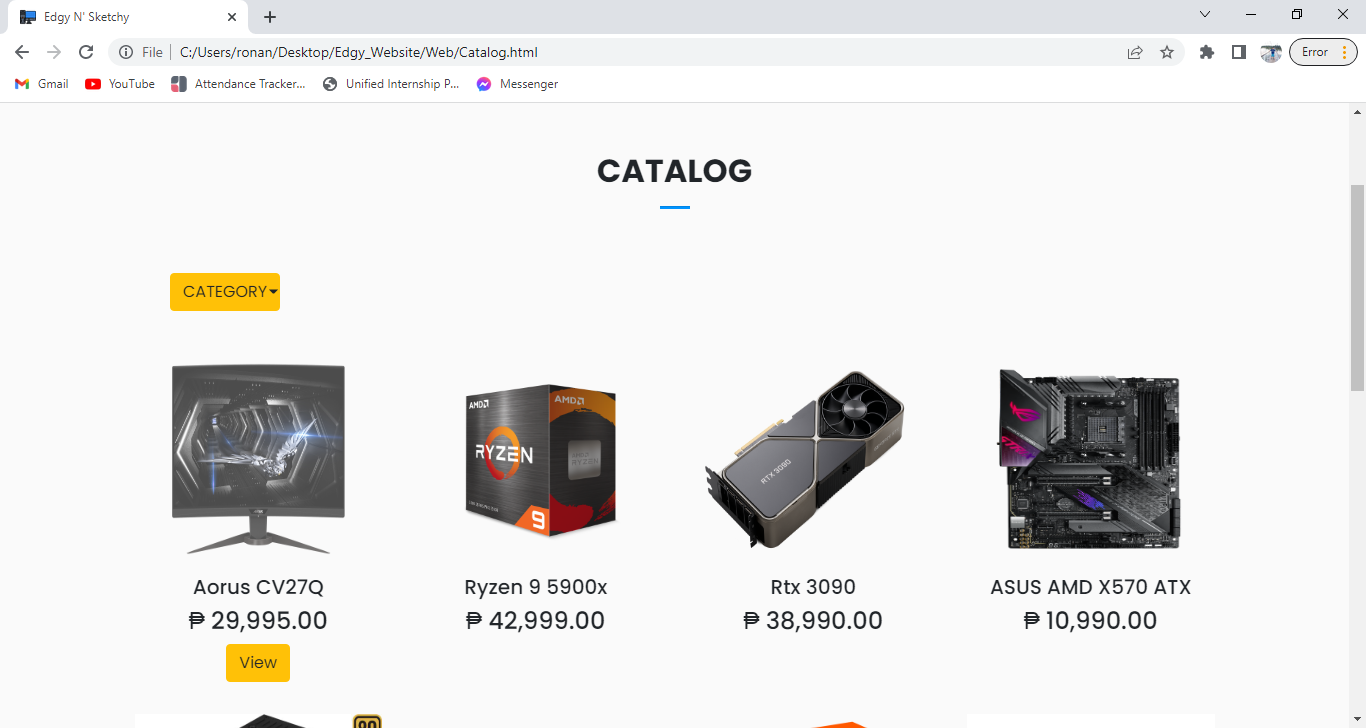 Edgy N' Sketchy
File
C:/Users/ronan/Desktop/Edgy_Website/Web/Catalog.html
Error
Gmail
YouTube
Attendance Tracker...
Unified Internship P...
Messenger
CATALOG
CATEGORY
AMD
AMD
RYZEN
RYZEN
9
RTX 3090
Aorus CV27Q
Ryzen 9 5900x
Rtx 3090
ASUS AMD X570 ATX
₱ 29,995.00
₱ 42,999.00
₱ 38,990.00
₱ 10,990.00
View